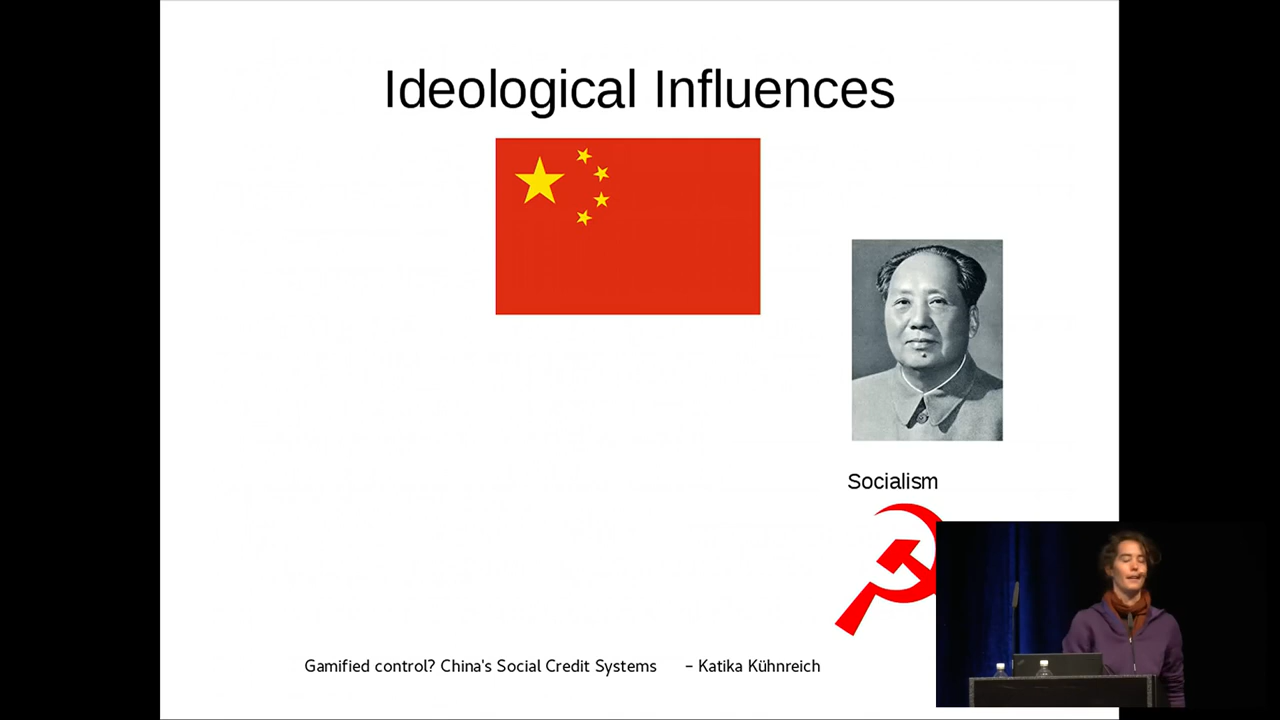 Ideological Influences
Socialism
Gamified control? China's Social Credit Systems – Katika Kühnreich